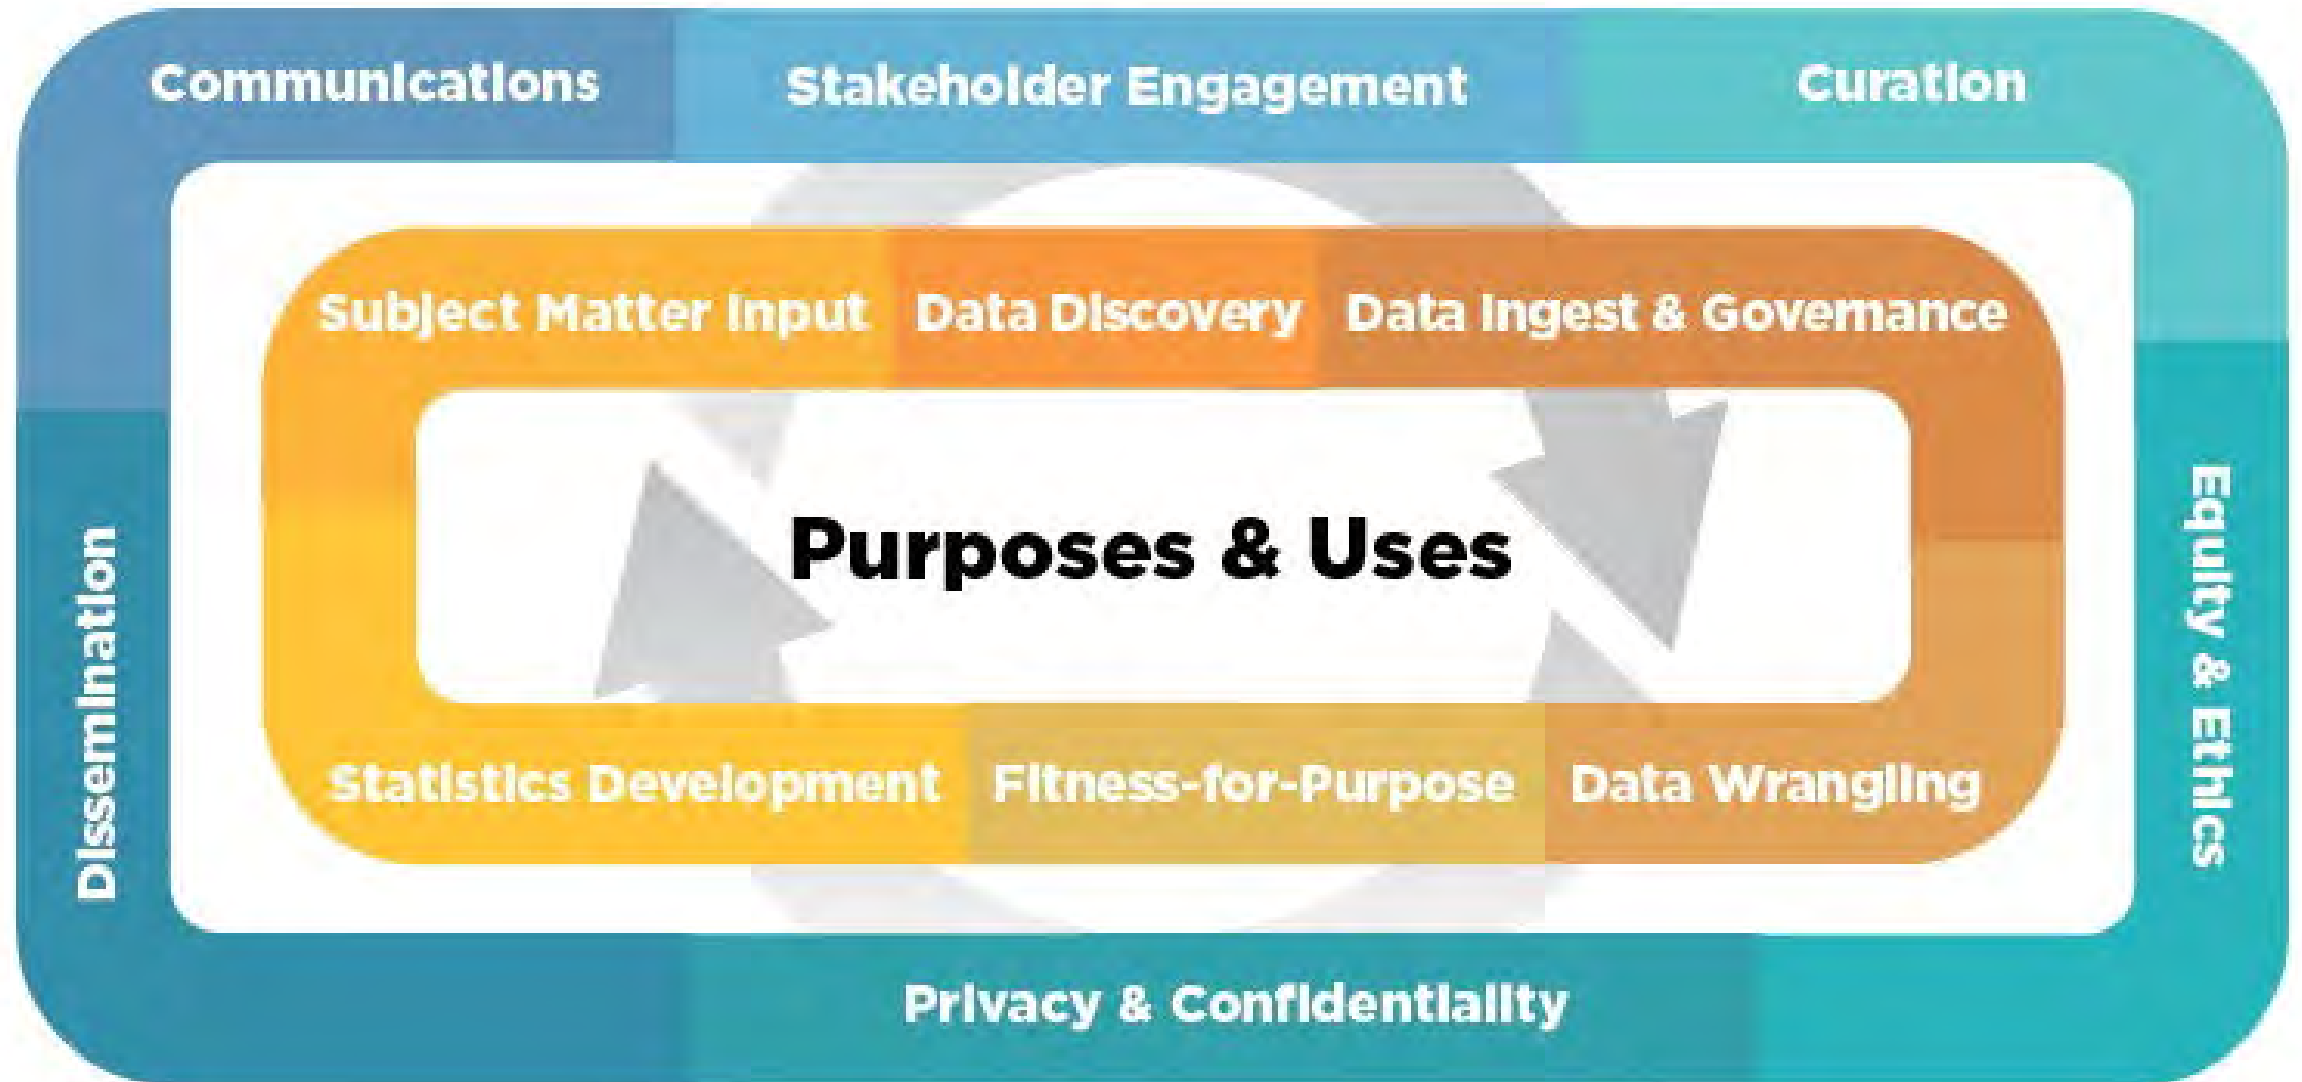 Communications
Stakeholder Engagement
Curation
Subject Matter Input
Data Discovery
Data Ingest & Governance
Purposes & Uses
Dissemination
Equity & Ethics
Statistics Development
Fitness-for-Purpose
Data Wrangling
Privacy & Confidentiality